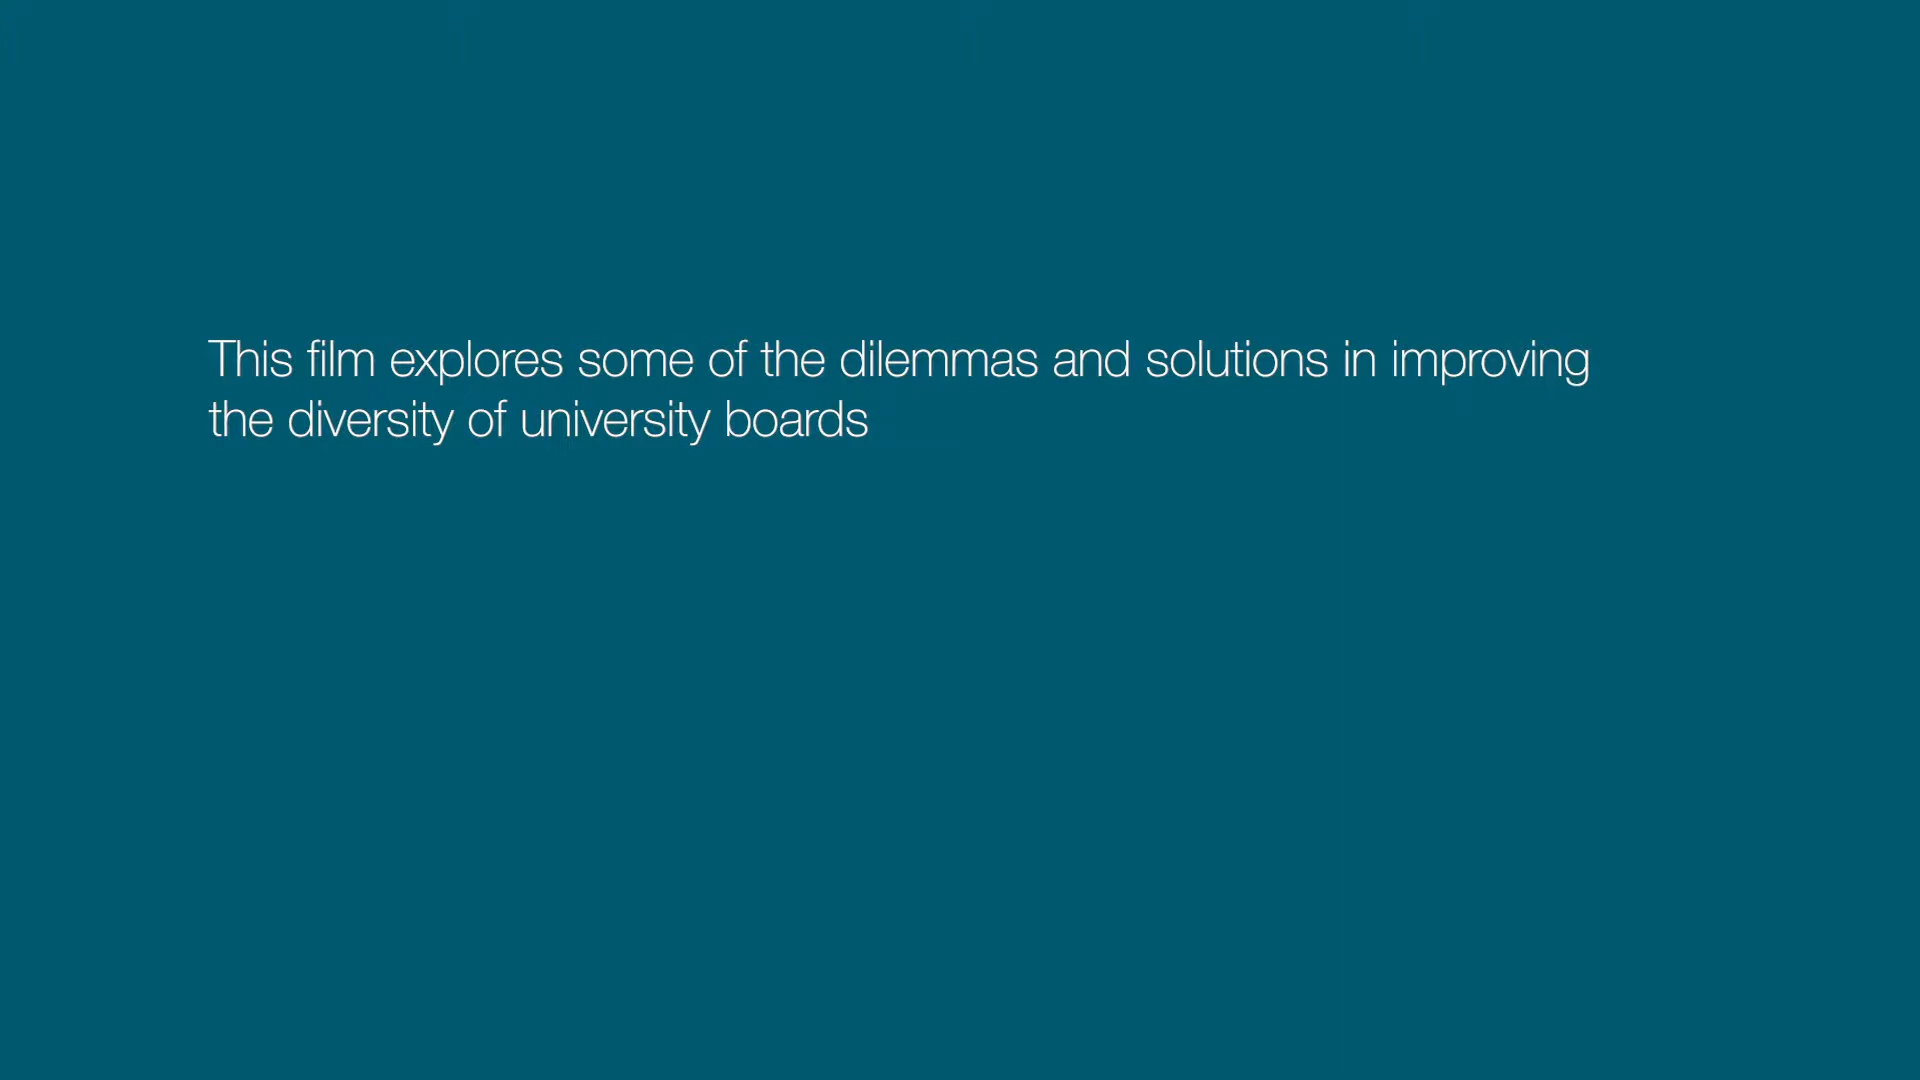 This film explores some of the dilemmas and solutions in improving
the diversity of university boards